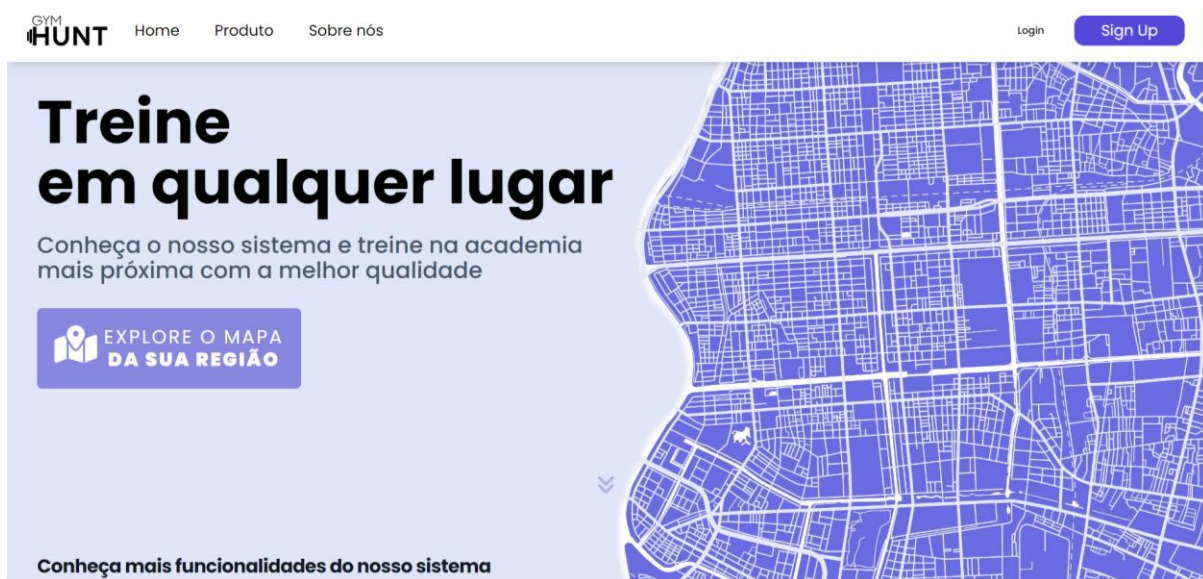 GYM
HUNT
Home
Produto
Sobre nós
Login
Sign Up
Treine
em qualquer lugar
Conheça o nosso sistema e treine na academia
mais próxima com a melhor qualidade
EXPLORE O MAPA
DA SUA REGIÃO
Conheça mais funcionalidades do nosso sistema